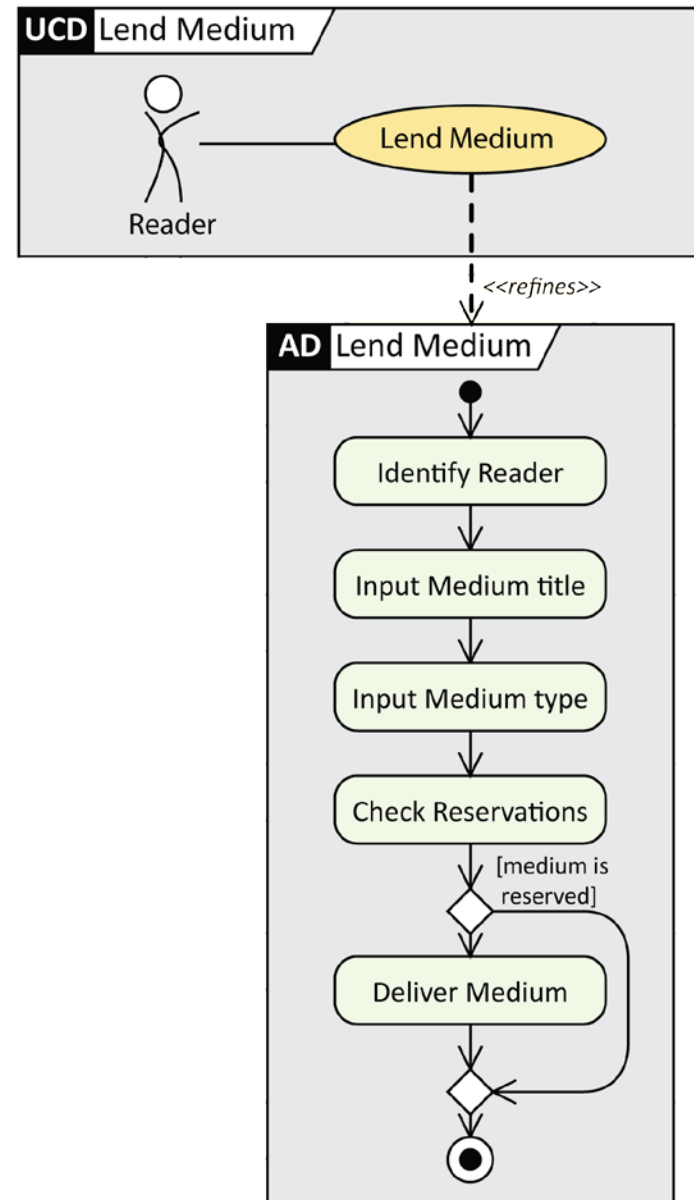 UCD Lend Medium
Lend Medium
Reader
<<refines>>
AD Lend Medium
Identify Reader
Input Medium title
Input Medium type
Check Reservations
[medium is
reserved]
Deliver Medium